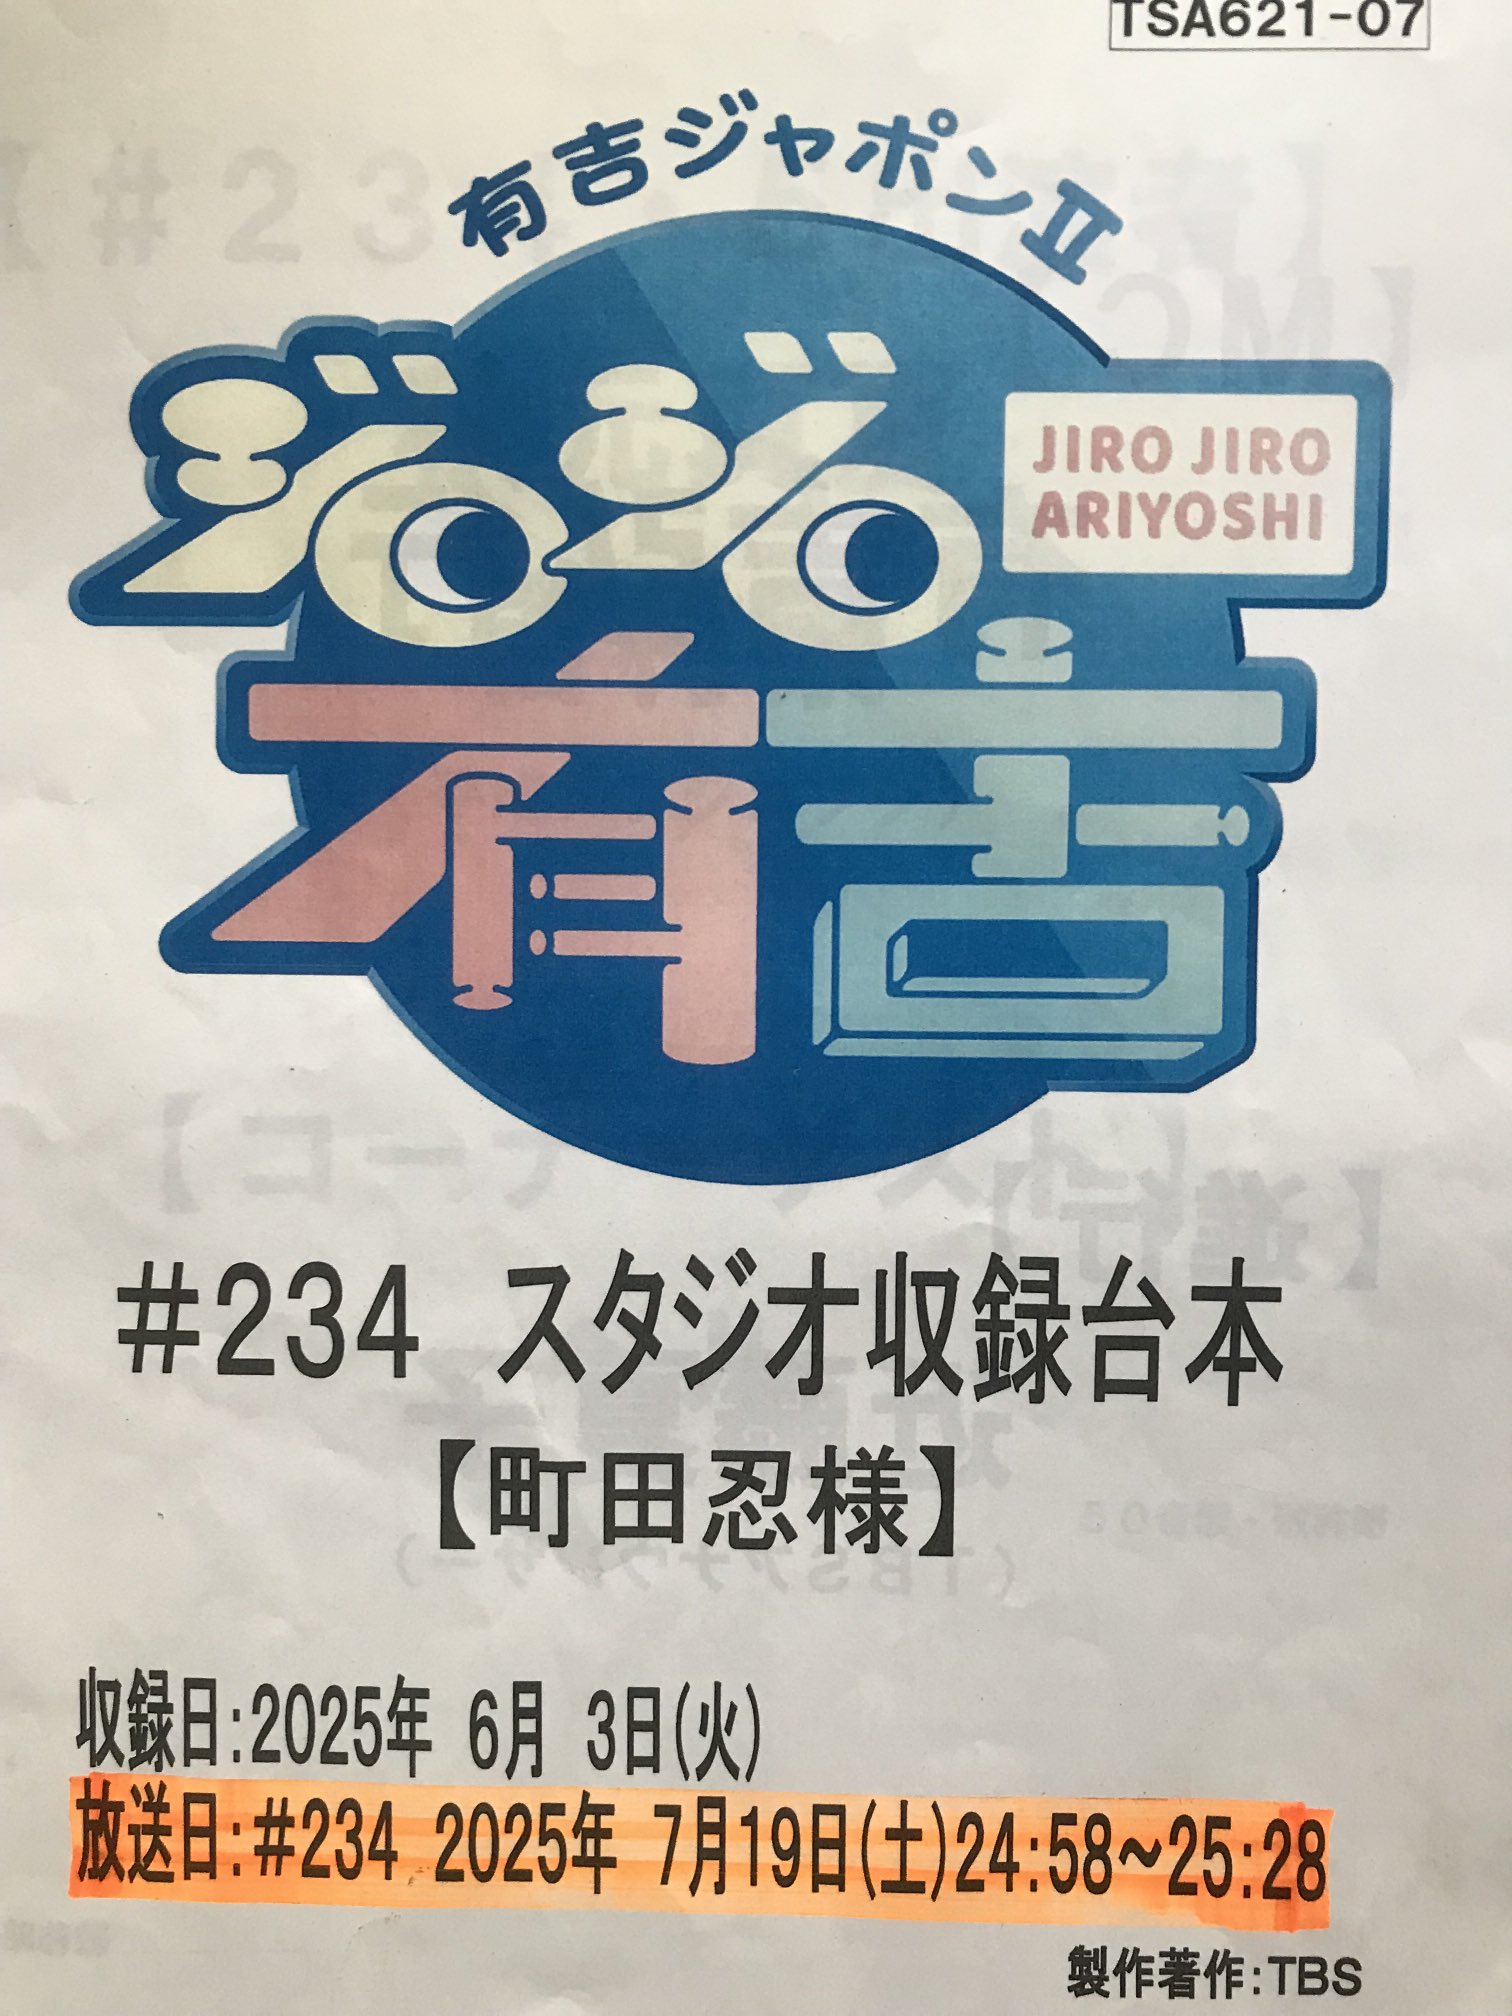 TSA621-07
有吉ジャポンⅡ
ジロジロ
JIRO JIRO
ARIYOSHI
有吉
#234 スタジオ収録台本
【町田忍様】
収録日:2025年 6月 3日(火)
放送日:#234 2025年 7月19日(土)24:58~25:28
製作著作:TBS